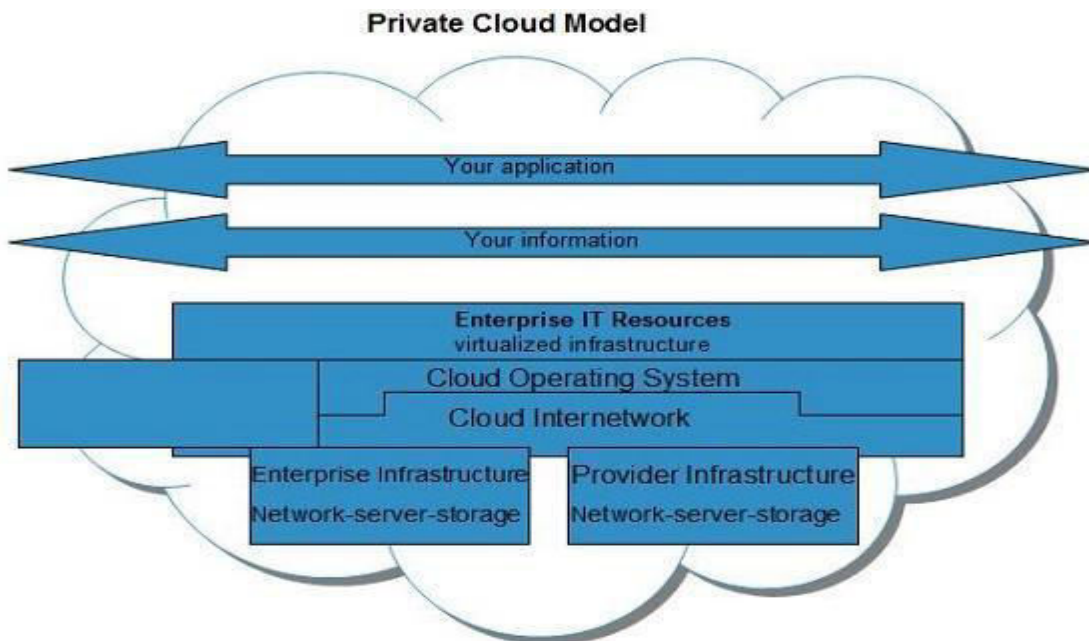 Private Cloud Model
Your application
Your information
Enterprise IT Resources
virtualized infrastructure
Cloud Operating System
Cloud Internetwork
Enterprise Infrastructure
Network-server-storage
Provider Infrastructure
Network-server-storage